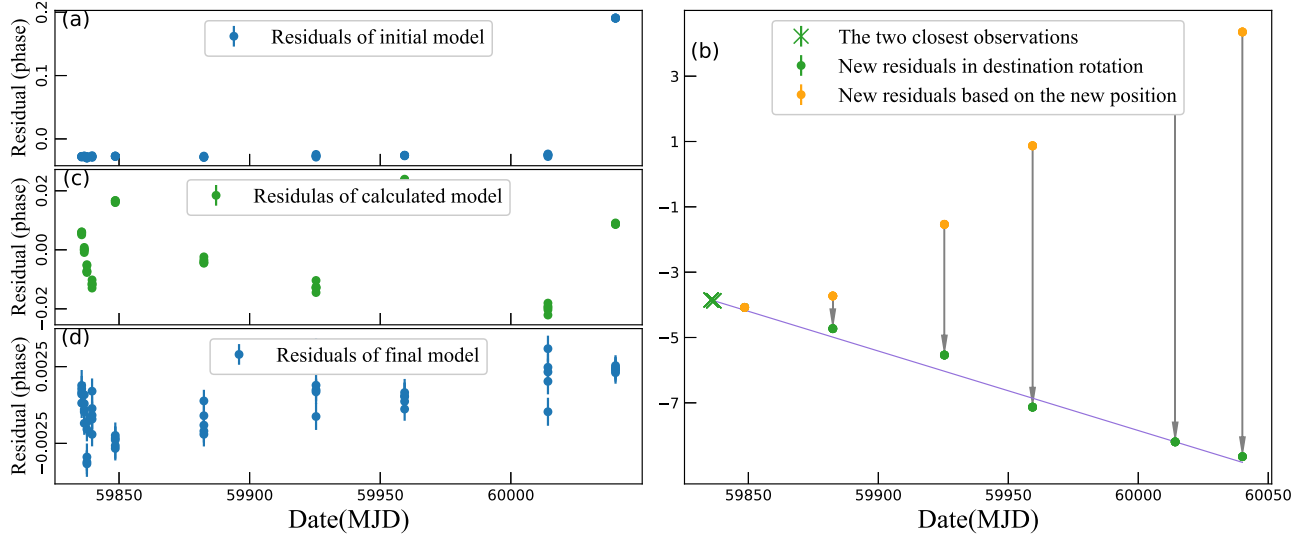 (a)
Residuals of initial model
Residual (phase)
0.2
0.1
0.0
(c)
Residulas of calculated model
Residual (phase)
0.02
0.00
−0.02
(d)
Residuals of final model
Residual (phase)
0.0025
−0.0025
59850
59900
59950
60000
Date(MJD)
(b)
The two closest observations
New residuals in destination rotation
New residuals based on the new position
3
1
−1
−3
−5
−7
59850
59900
59950
60000
60050
Date(MJD)